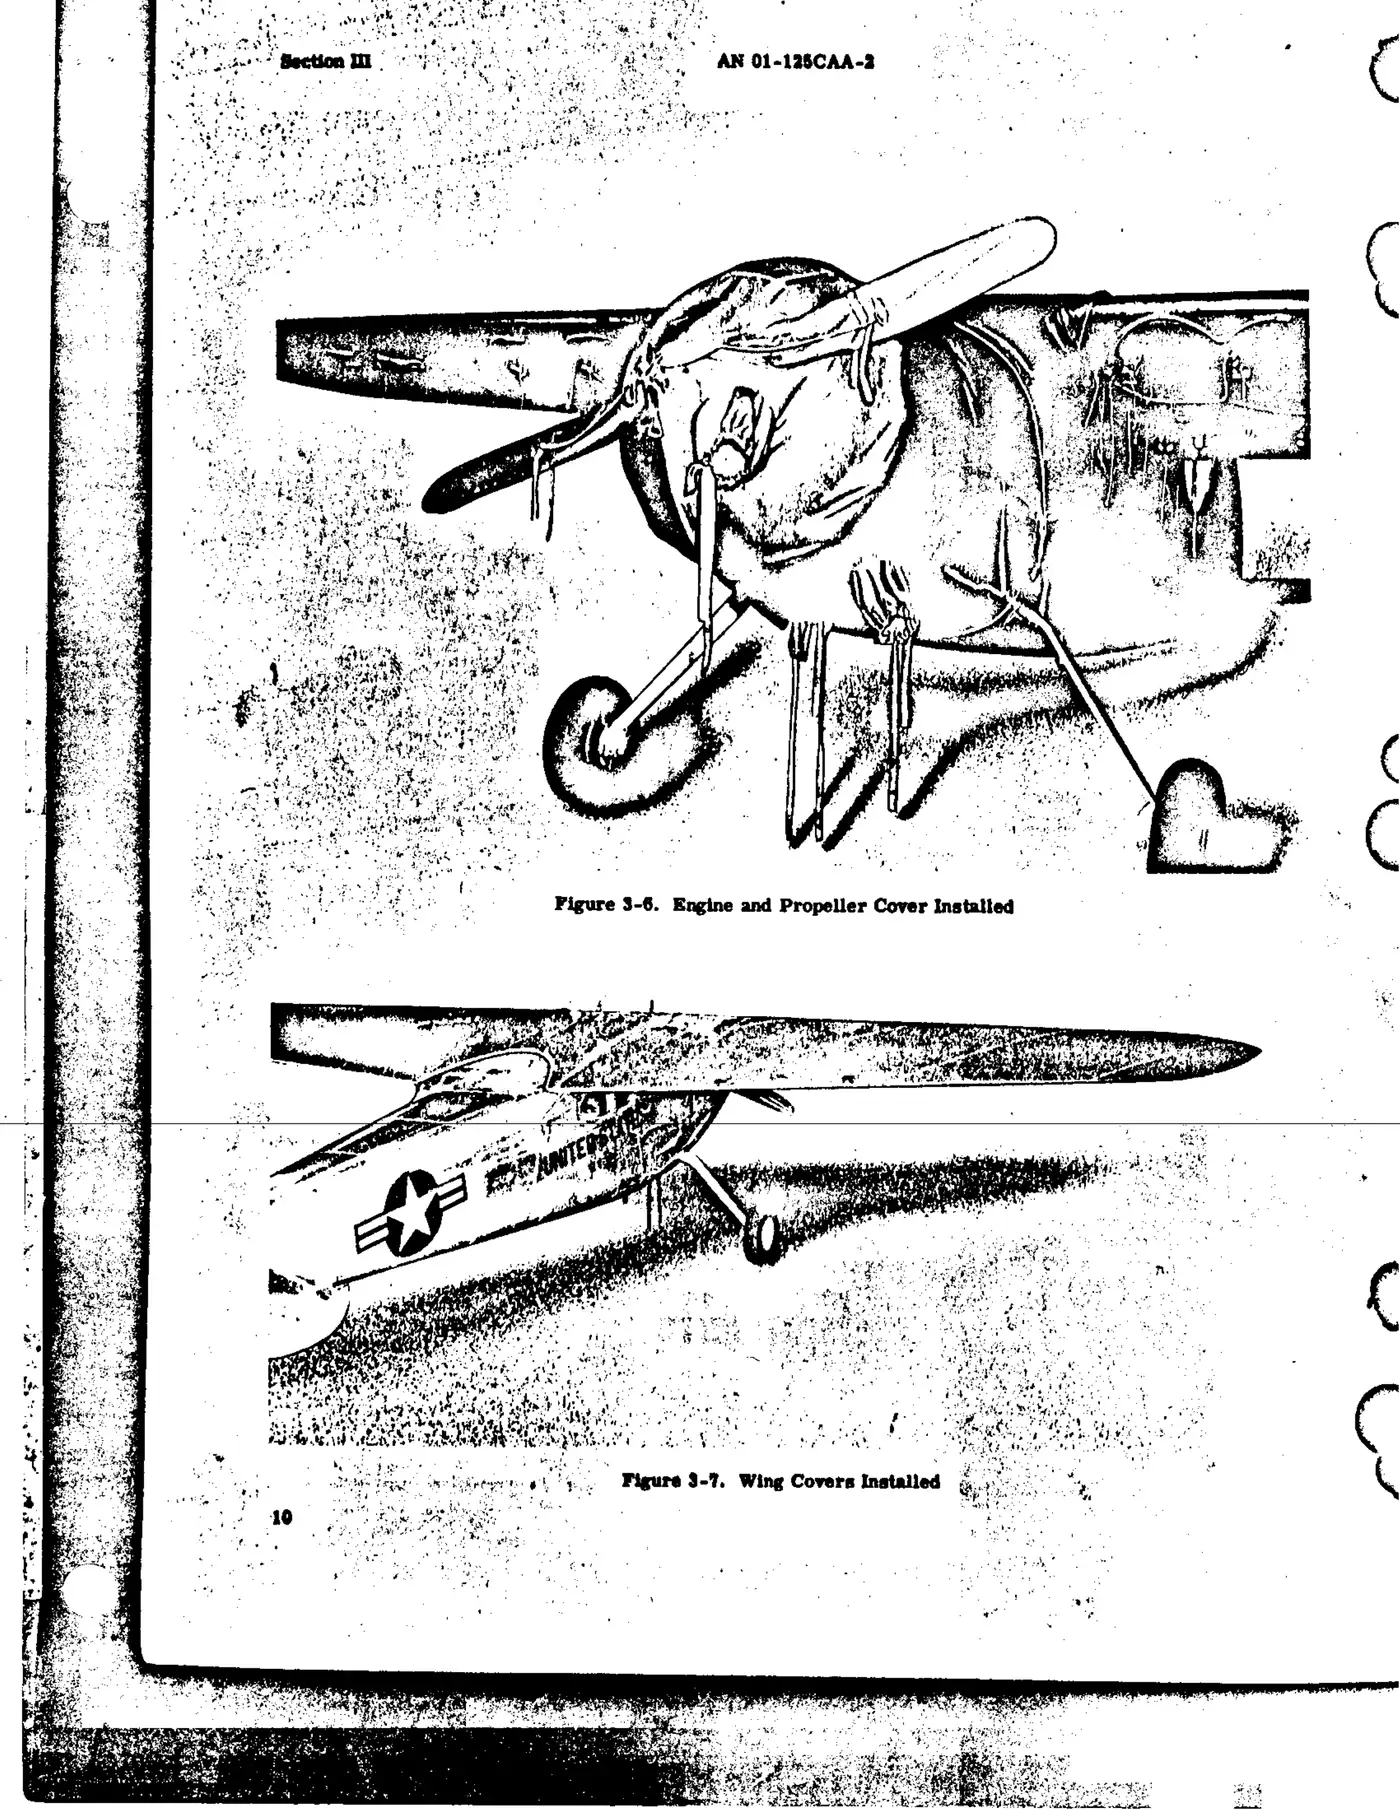 Section III
AN 01-125CAA-2
Figure 3-6. Engine and Propeller Cover Installed
UNITED STA
Figure 3-7. Wing Covers Installed
10